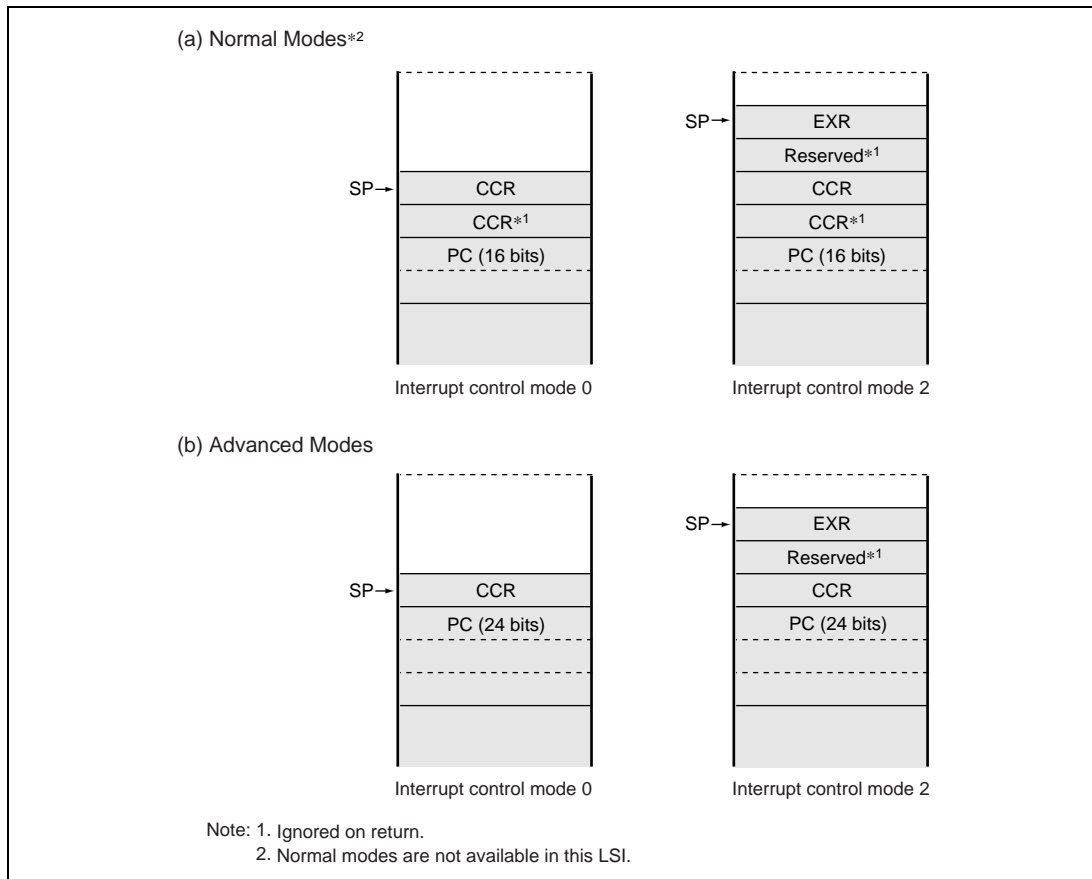 (a) Normal Modes*2
SP
CCR
CCR*1
PC (16 bits)
Interrupt control mode 0
SP
EXR
Reserved*1
CCR
CCR*1
PC (16 bits)
Interrupt control mode 2
(b) Advanced Modes
SP
CCR
PC (24 bits)
Interrupt control mode 0
SP
EXR
Reserved*1
CCR
PC (24 bits)
Interrupt control mode 2
Note: 1. Ignored on return.
2. Normal modes are not available in this LSI.